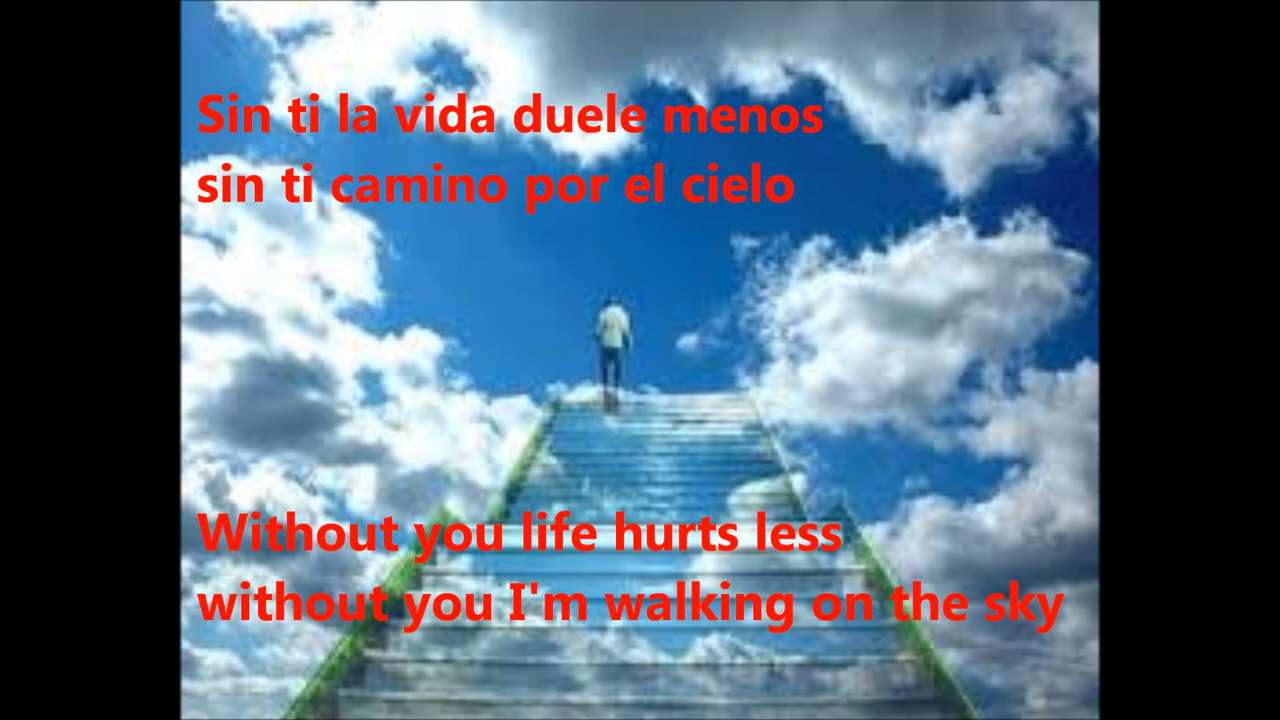 Sin ti la vida duele menos
sin ti camino por el cielo
Without you life hurts less
without you I'm walking on the sky